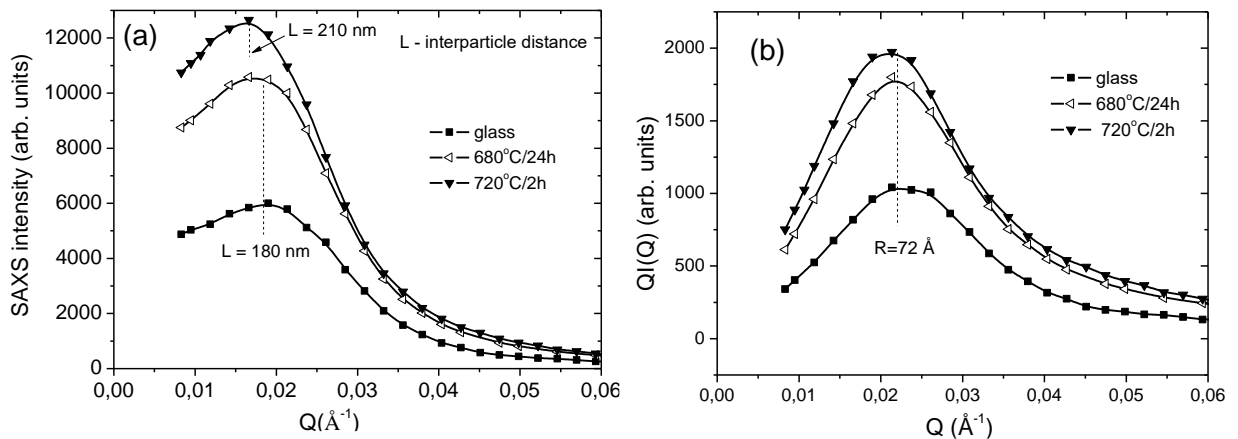 (a)
L = 210 nm
L - interparticle distance
glass
680°C/24h
720°C/2h
L = 180 nm
SAXS intensity (arb. units)
12000
10000
8000
6000
4000
2000
0
0,00 0,01 0,02 0,03 0,04 0,05 0,06
Q(Å⁻¹)
(b)
glass
680°C/24h
720°C/2h
R=72 Å
QI(Q) (arb. units)
2000
1500
1000
500
0
0,00 0,01 0,02 0,03 0,04 0,05 0,06
Q (Å⁻¹)